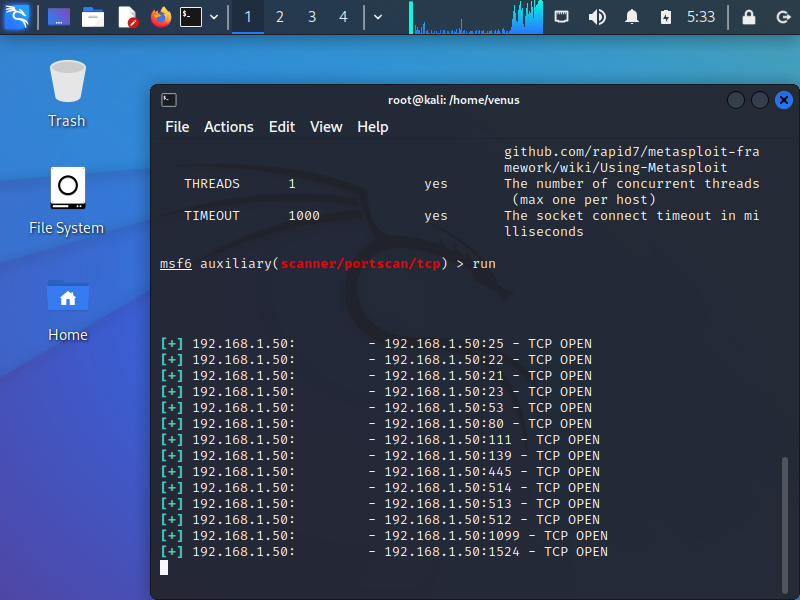 1 2 3 4 5:33
Trash
File System
Home
root@kali: /home/venus
File Actions Edit View Help
github.com/rapid7/metasploit-fra
mework/wiki/Using-Metasploit
THREADS 1 yes The number of concurrent threads
(max one per host)
TIMEOUT 1000 yes The socket connect timeout in mi
lliseconds
msf6 auxiliary(scanner/portscan/tcp) > run
[+] 192.168.1.50: - 192.168.1.50:25 - TCP OPEN
[+] 192.168.1.50: - 192.168.1.50:22 - TCP OPEN
[+] 192.168.1.50: - 192.168.1.50:21 - TCP OPEN
[+] 192.168.1.50: - 192.168.1.50:23 - TCP OPEN
[+] 192.168.1.50: - 192.168.1.50:53 - TCP OPEN
[+] 192.168.1.50: - 192.168.1.50:80 - TCP OPEN
[+] 192.168.1.50: - 192.168.1.50:111 - TCP OPEN
[+] 192.168.1.50: - 192.168.1.50:139 - TCP OPEN
[+] 192.168.1.50: - 192.168.1.50:445 - TCP OPEN
[+] 192.168.1.50: - 192.168.1.50:514 - TCP OPEN
[+] 192.168.1.50: - 192.168.1.50:513 - TCP OPEN
[+] 192.168.1.50: - 192.168.1.50:512 - TCP OPEN
[+] 192.168.1.50: - 192.168.1.50:1099 - TCP OPEN
[+] 192.168.1.50: - 192.168.1.50:1524 - TCP OPEN